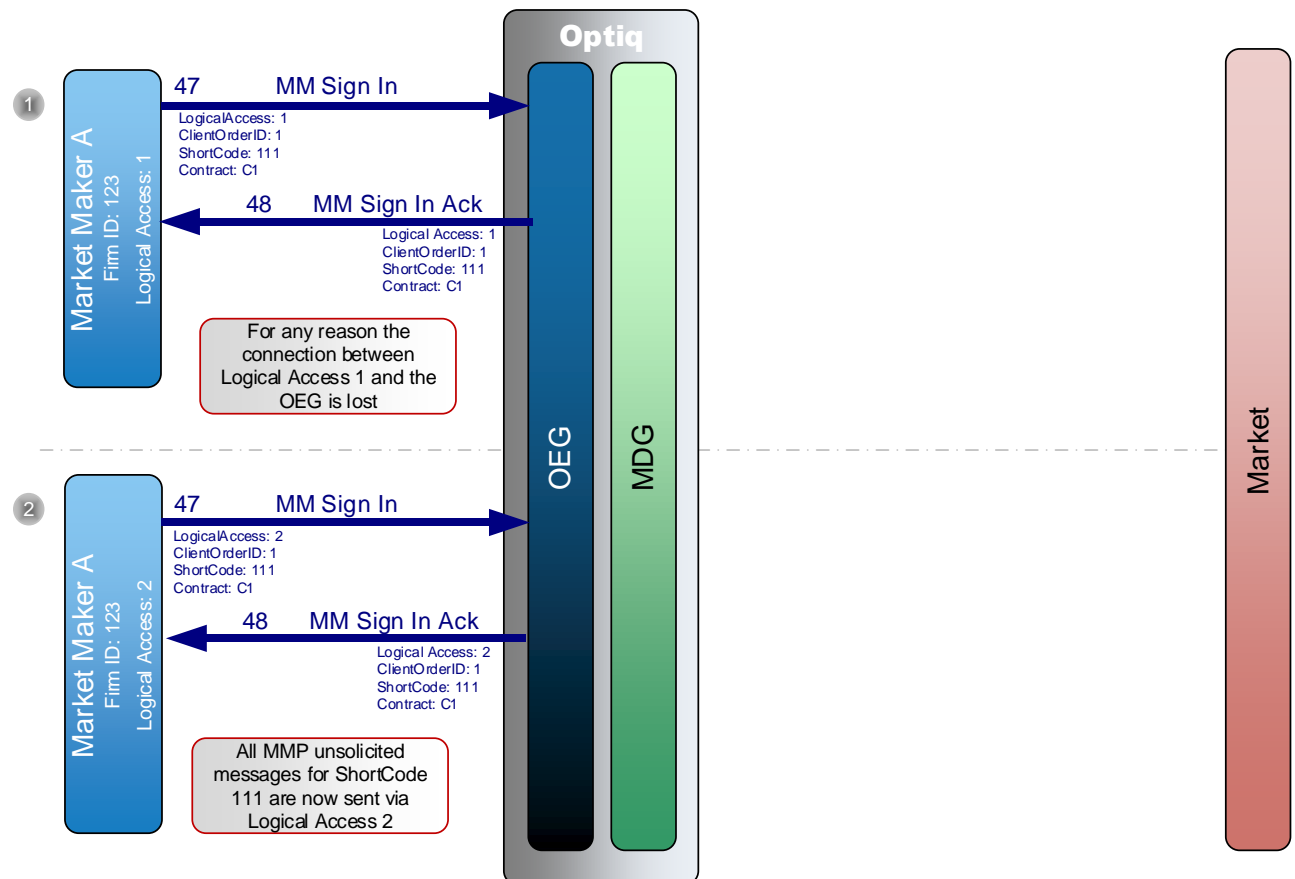 Optiq
1
47 MM Sign In
LogicalAccess: 1
ClientOrderID: 1
ShortCode: 111
Contract: C1
Market Maker A
Firm ID: 123
Logical Access: 1
48 MM Sign In Ack
Logical Access: 1
ClientOrderID: 1
ShortCode: 111
Contract: C1
For any reason the
connection between
Logical Access 1 and the
OEG is lost
OEG
MDG
Market
2
47 MM Sign In
LogicalAccess: 2
ClientOrderID: 1
ShortCode: 111
Contract: C1
Market Maker A
Firm ID: 123
Logical Access: 2
48 MM Sign In Ack
Logical Access: 2
ClientOrderID: 1
ShortCode: 111
Contract: C1
All MMP unsolicited
messages for ShortCode
111 are now sent via
Logical Access 2